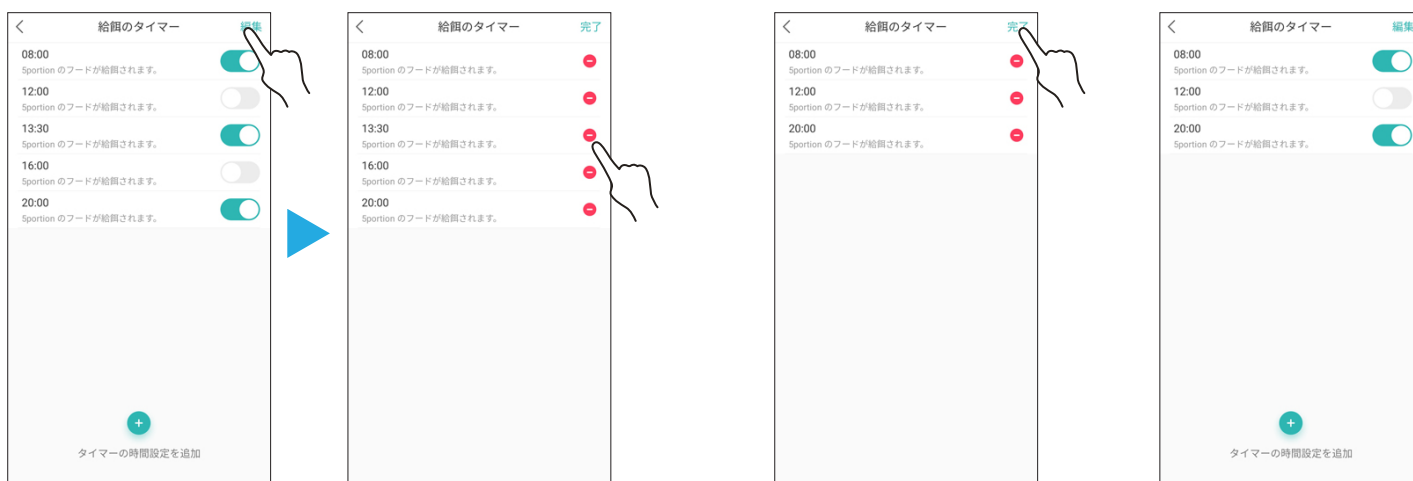 給餌のタイマー
編集
08:00
5portion のフードが給餌されます。
12:00
5portion のフードが給餌されます。
13:30
5portion のフードが給餌されます。
16:00
5portion のフードが給餌されます。
20:00
5portion のフードが給餌されます。
タイマーの時間設定を追加
給餌のタイマー
完了
08:00
5portion のフードが給餌されます。
12:00
5portion のフードが給餌されます。
13:30
5portion のフードが給餌されます。
16:00
5portion のフードが給餌されます。
20:00
5portion のフードが給餌されます。
給餌のタイマー
完了
08:00
5portion のフードが給餌されます。
12:00
5portion のフードが給餌されます。
20:00
5portion のフードが給餌されます。
給餌のタイマー
編集
08:00
5portion のフードが給餌されます。
12:00
5portion のフードが給餌されます。
20:00
5portion のフードが給餌されます。
タイマーの時間設定を追加